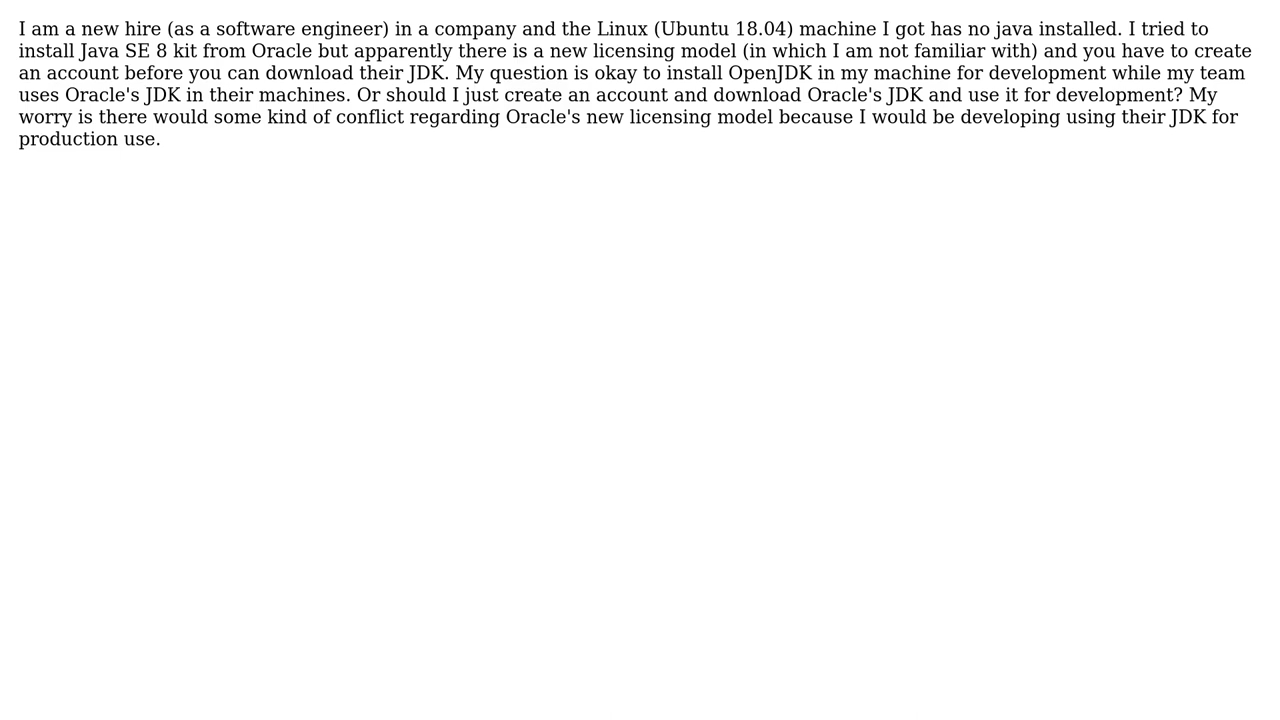 I am a new hire (as a software engineer) in a company and the Linux (Ubuntu 18.04) machine I got has no java installed. I tried to
install Java SE 8 kit from Oracle but apparently there is a new licensing model (in which I am not familiar with) and you have to create
an account before you can download their JDK. My question is okay to install OpenJDK in my machine for development while my team
uses Oracle's JDK in their machines. Or should I just create an account and download Oracle's JDK and use it for development? My
worry is there would some kind of conflict regarding Oracle's new licensing model because I would be developing using their JDK for
production use.